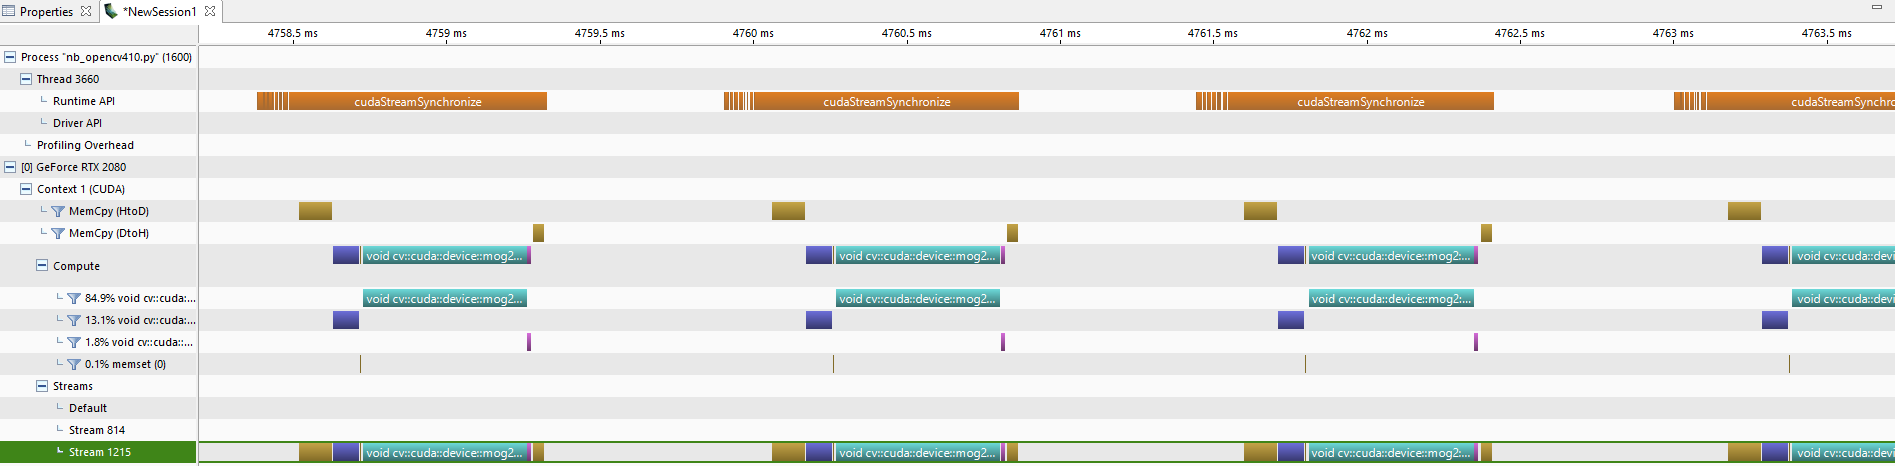 Properties *NewSession1
4758.5 ms 4759 ms 4759.5 ms 4760 ms 4760.5 ms 4761 ms 4761.5 ms 4762 ms 4762.5 ms 4763 ms 4763.5 ms
Process "nb_opencv410.py" (1600)
Thread 3660
Runtime API cudaStreamSynchronize cudaStreamSynchronize cudaStreamSynchronize cudaStreamSynchro
Driver API
Profiling Overhead
[0] GeForce RTX 2080
Context 1 (CUDA)
MemCpy (HtoD)
MemCpy (DtoH)
Compute void cv::cuda::device::mog2... void cv::cuda::device::mog2... void cv::cuda::device::mog2:... void cv::cuda::devi
84.9% void cv::cuda:... void cv::cuda::device::mog2... void cv::cuda::device::mog2... void cv::cuda::device::mog2:... void cv::cuda::dev
13.1% void cv::cuda:...
1.8% void cv::cuda::...
0.1% memset (0)
Streams
Default
Stream 814
Stream 1215 void cv::cuda::device::mog2... void cv::cuda::device::mog2... void cv::cuda::device::mog2:... void cv::cuda::devi